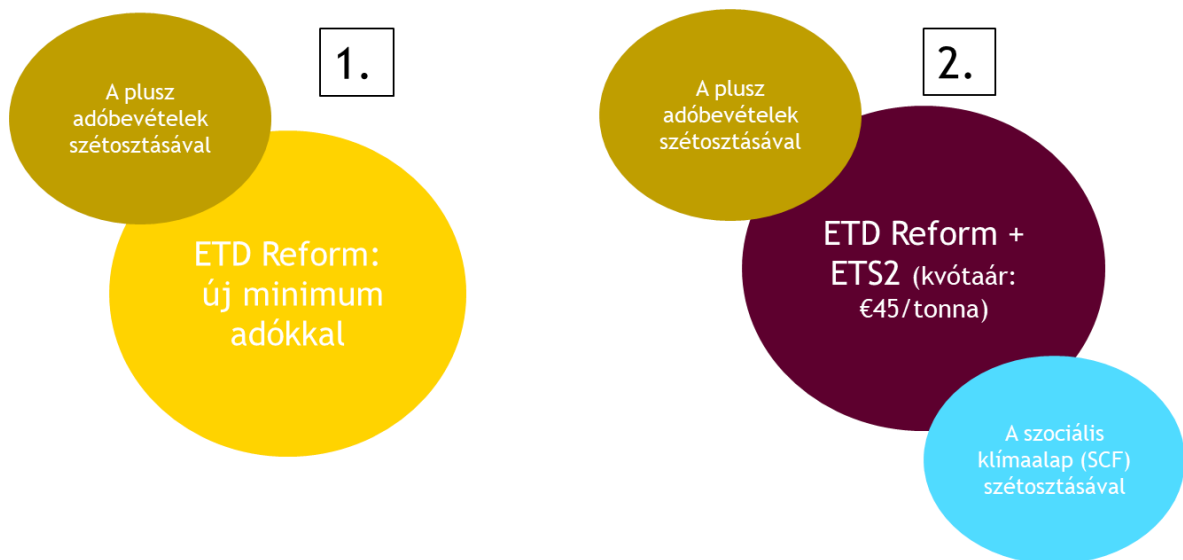 1.
A plusz
adóbevételek
szétosztásával
ETD Reform:
új minimum
adókkal
2.
A plusz
adóbevételek
szétosztásával
ETD Reform +
ETS2 (kvótaár:
€45/tonna)
A szociális
klímaalap (SCF)
szétosztásával